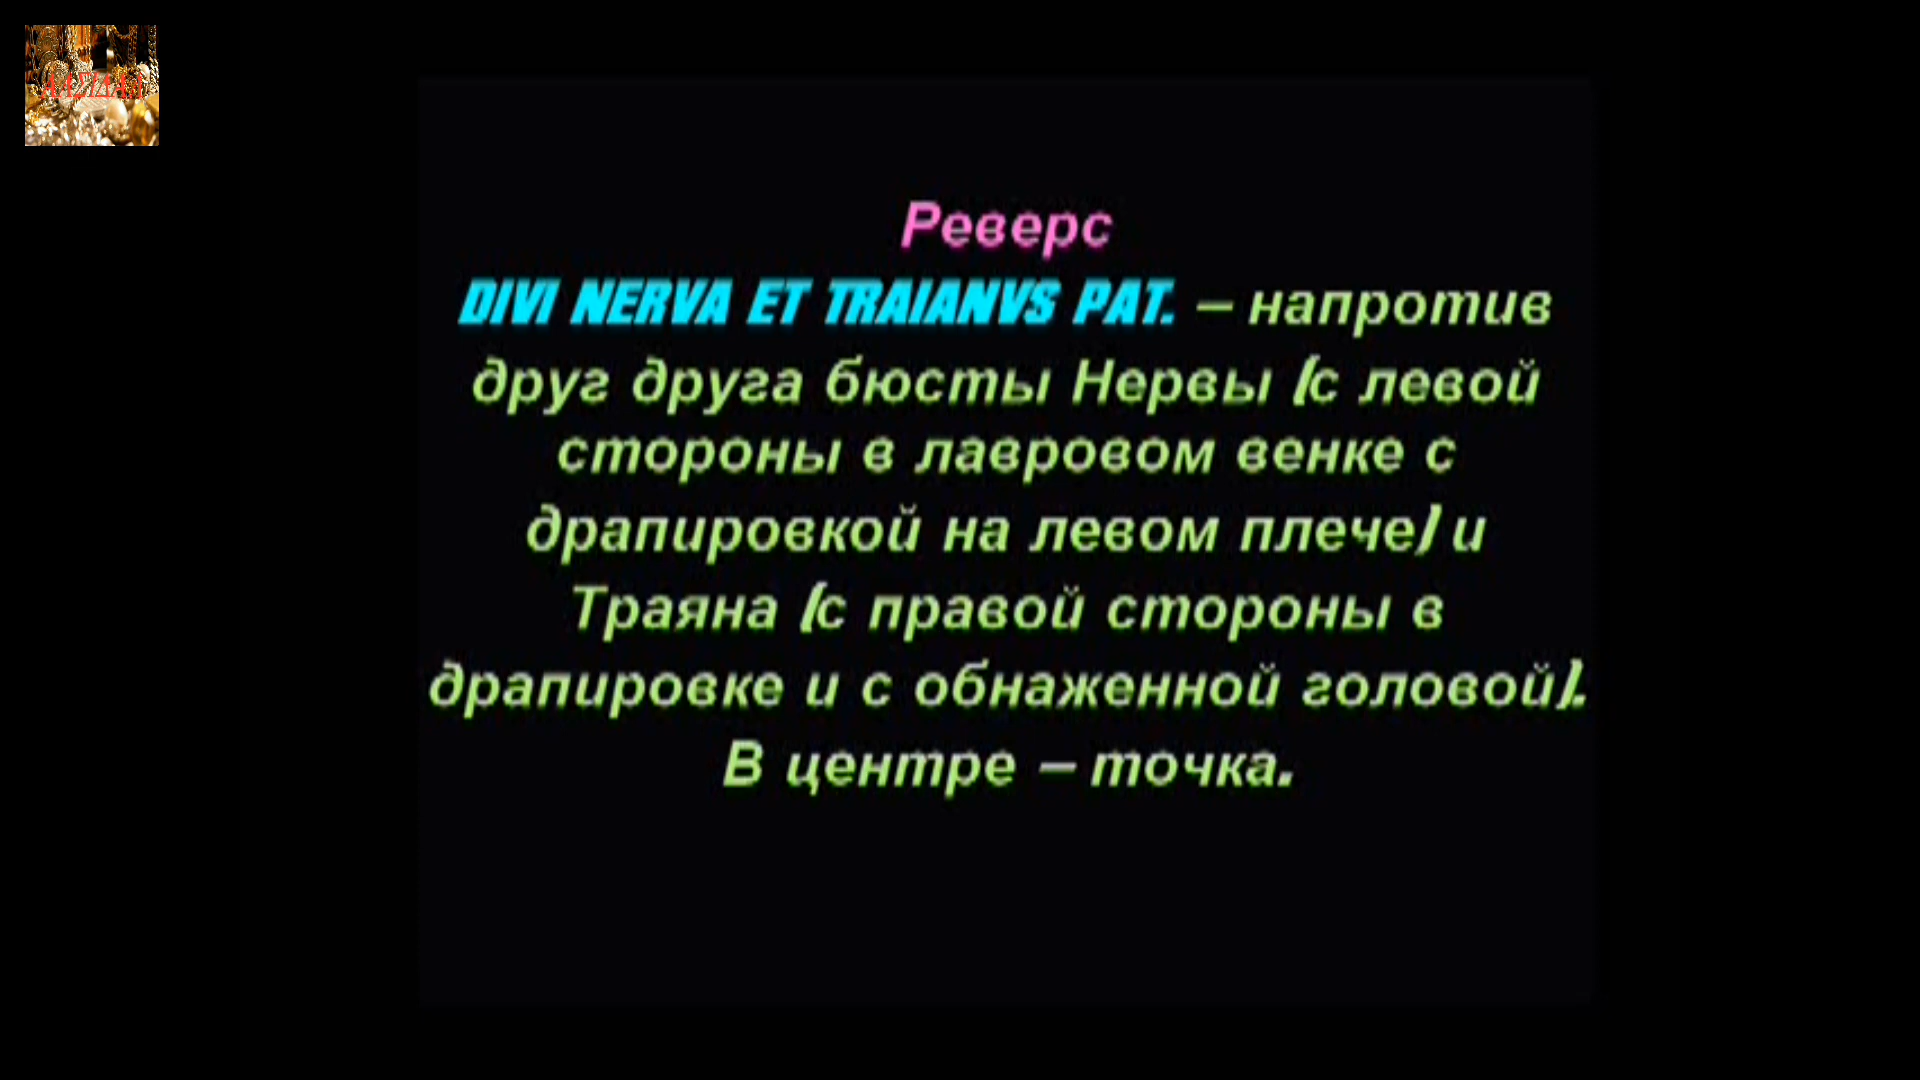 Реверс
DIVI NERVA ET TRAIANVS PAT. – напротив
друг друга бюсты Нервы (с левой
стороны в лавровом венке с
драпировкой на левом плече) и
Траяна (с правой стороны в
драпировке и с обнаженной головой).
В центре – точка.